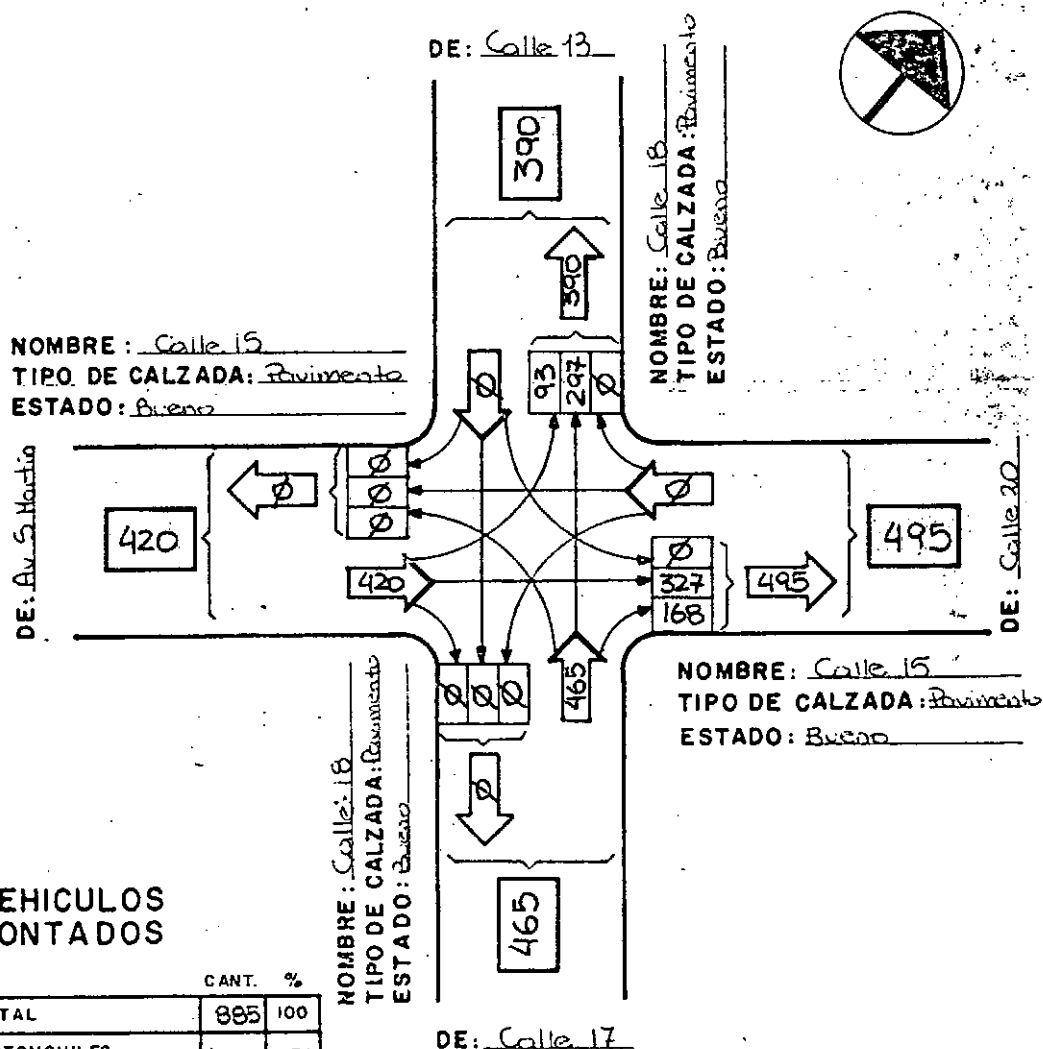 DE: Calle 13
390
390
NOMBRE: Calle 18
TIPO DE CALZADA: Pavimento
ESTADO: Bueno
NOMBRE: Calle 15
TIPO DE CALZADA: Pavimento
ESTADO: Bueno
Ø
93 297 Ø
DE: Av. S. Martin
420
Ø
Ø
Ø
Ø
Ø
420
Ø
327
168
495
495
DE: Calle 20
Ø Ø Ø
465
Ø
NOMBRE: Calle 15
TIPO DE CALZADA: Pavimento
ESTADO: Bueno
NOMBRE: Calle 18
TIPO DE CALZADA: Pavimento
ESTADO: Bueno
465
EHICULOS
ONTADOS
CANT. %
TAL 885 100
DE: Calle 17